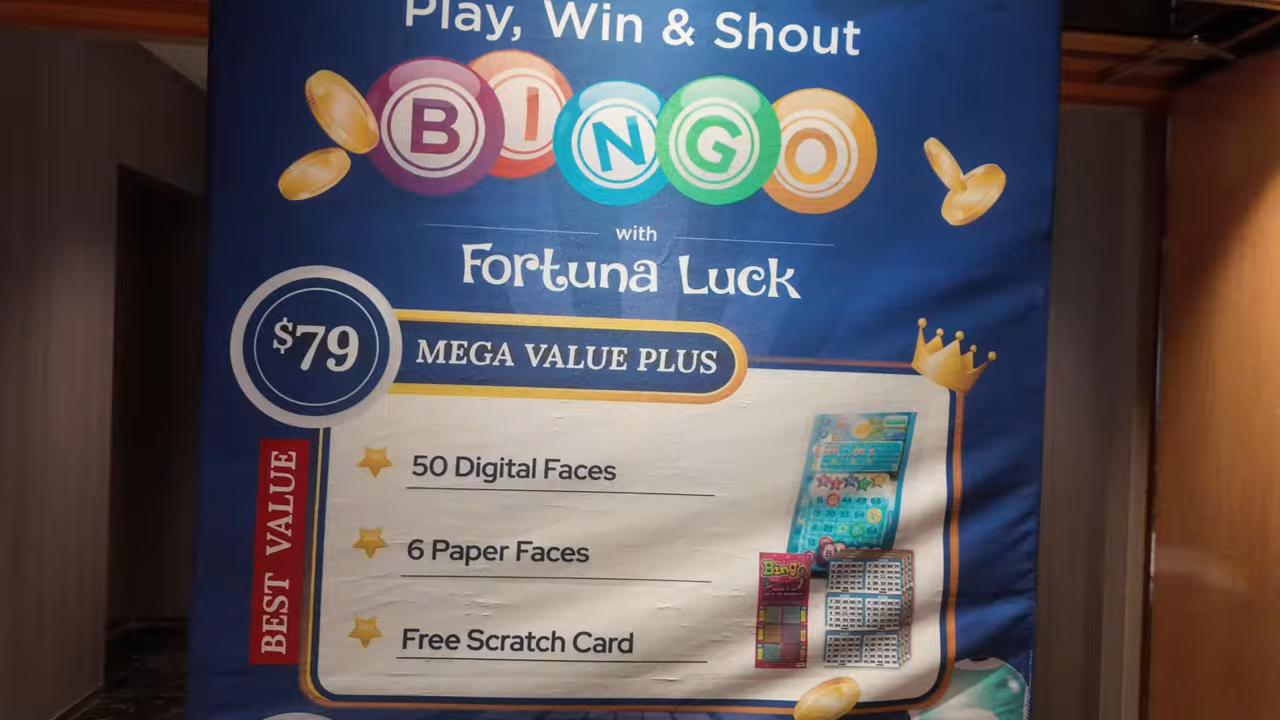 Play, Win & Shout
BINGO
with
Fortuna Luck
$79
MEGA VALUE PLUS
BEST VALUE
50 Digital Faces
6 Paper Faces
Free Scratch Card
Bingo